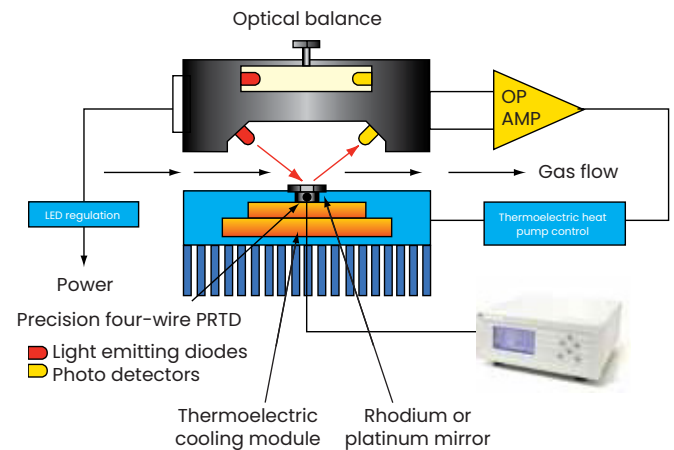 Optical balance
OP
AMP
Gas flow
LED regulation
Thermoelectric heat
pump control
Power
Precision four-wire PRTD
Light emitting diodes
Photo detectors
Thermoelectric
cooling module
Rhodium or
platinum mirror